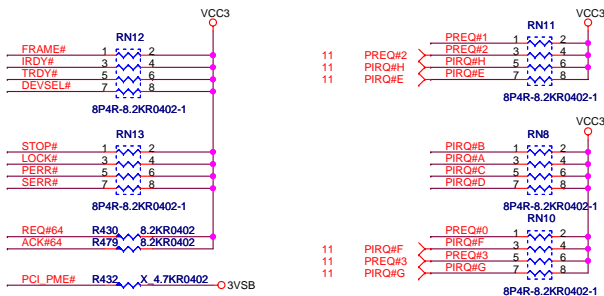 VCC3
RN12
FRAME# 1 2
IRDY# 3 4
TRDY# 5 6
DEVSEL# 7 8
8P4R-8.2KR0402-1
RN13
STOP# 1 2
LOCK# 3 4
PERR# 5 6
SERR# 7 8
8P4R-8.2KR0402-1
REQ#64 R430 8.2KR0402
ACK#64 R479 8.2KR0402
PCI_PME# R432 X_4.7KR0402 3VSB
VCC3
RN11
PREQ#1 1 2
11 PREQ#2 PREQ#2 3 4
11 PIRQ#H PIRQ#H 5 6
11 PIRQ#E PIRQ#E 7 8
8P4R-8.2KR0402-1
VCC3
RN8
PIRQ#B 1 2
PIRQ#A 3 4
PIRQ#C 5 6
PIRQ#D 7 8
8P4R-8.2KR0402-1
RN10
PREQ#0 1 2
11 PIRQ#F PIRQ#F 3 4
11 PREQ#3 PREQ#3 5 6
11 PIRQ#G PIRQ#G 7 8
8P4R-8.2KR0402-1